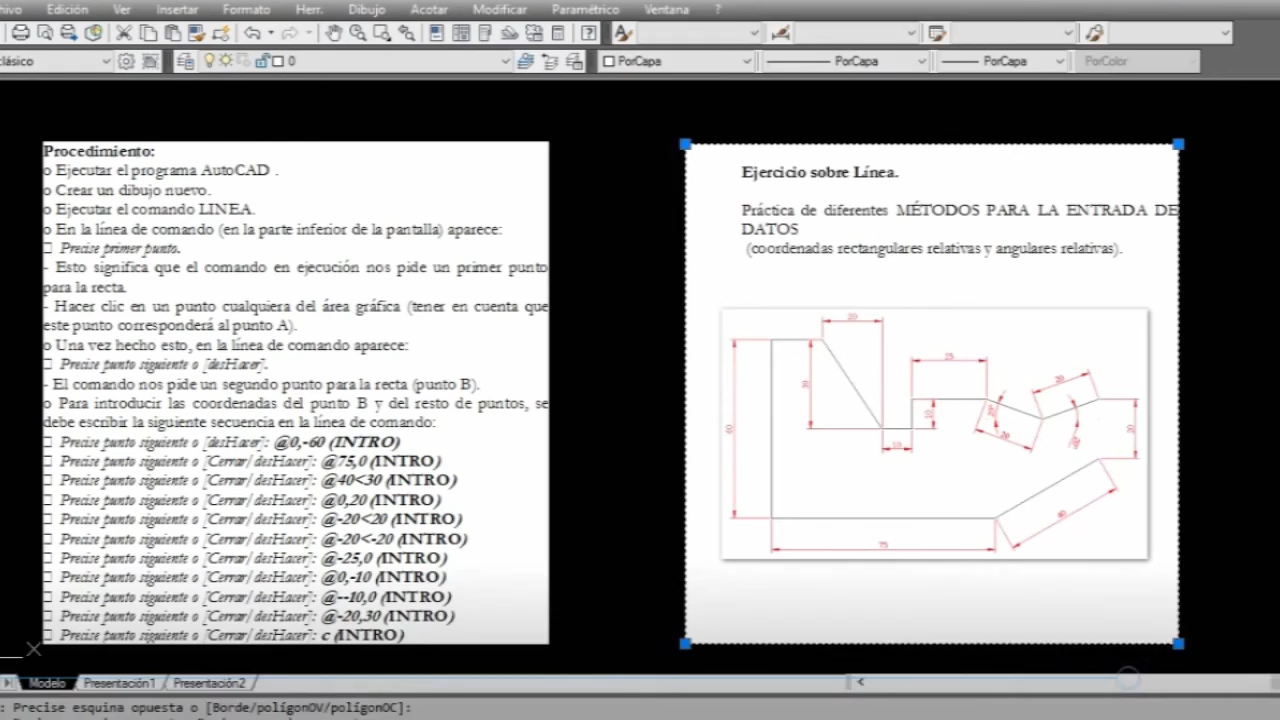 Edición Ver Insertar Formato Herr. Dibujo Acotar Modificar Paramétrico Ventana ?
0 PorCapa PorCapa PorCapa PorColor
Procedimiento:
o Ejecutar el programa AutoCAD .
o Crear un dibujo nuevo.
o Ejecutar el comando LINEA.
o En la línea de comando (en la parte inferior de la pantalla) aparece:
□ Precise primer punto.
- Esto significa que el comando en ejecución nos pide un primer punto
para la recta.
- Hacer clic en un punto cualquiera del área gráfica (tener en cuenta que
este punto corresponderá al punto A).
o Una vez hecho esto, en la línea de comando aparece:
□ Precise punto siguiente o [desHacer].
- El comando nos pide un segundo punto para la recta (punto B).
o Para introducir las coordenadas del punto B y del resto de puntos, se
debe escribir la siguiente secuencia en la línea de comando:
□ Precise punto siguiente o [desHacer]: @0,-60 (INTRO)
□ Precise punto siguiente o [Cerrar/desHacer]: @75,0 (INTRO)
□ Precise punto siguiente o [Cerrar/desHacer]: @40<30 (INTRO)
□ Precise punto siguiente o [Cerrar/desHacer]: @0,20 (INTRO)
□ Precise punto siguiente o [Cerrar/desHacer]: @-20<20 (INTRO)
□ Precise punto siguiente o [Cerrar/desHacer]: @-20<-20 (INTRO)
□ Precise punto siguiente o [Cerrar/desHacer]: @-25,0 (INTRO)
□ Precise punto siguiente o [Cerrar/desHacer]: @0,-10 (INTRO)
□ Precise punto siguiente o [Cerrar/desHacer]: @--10,0 (INTRO)
□ Precise punto siguiente o [Cerrar/desHacer]: @-20,30 (INTRO)
□ Precise punto siguiente o [Cerrar/desHacer]: c (INTRO)
Ejercicio sobre Línea.
Práctica de diferentes MÉTODOS PARA LA ENTRADA DE
DATOS
(coordenadas rectangulares relativas y angulares relativas).
20
25
30
10
60
20
10
75
Modelo Presentación1 Presentación2
: Precise esquina opuesta o [Borde/polígonoOV/polígonoOC]: